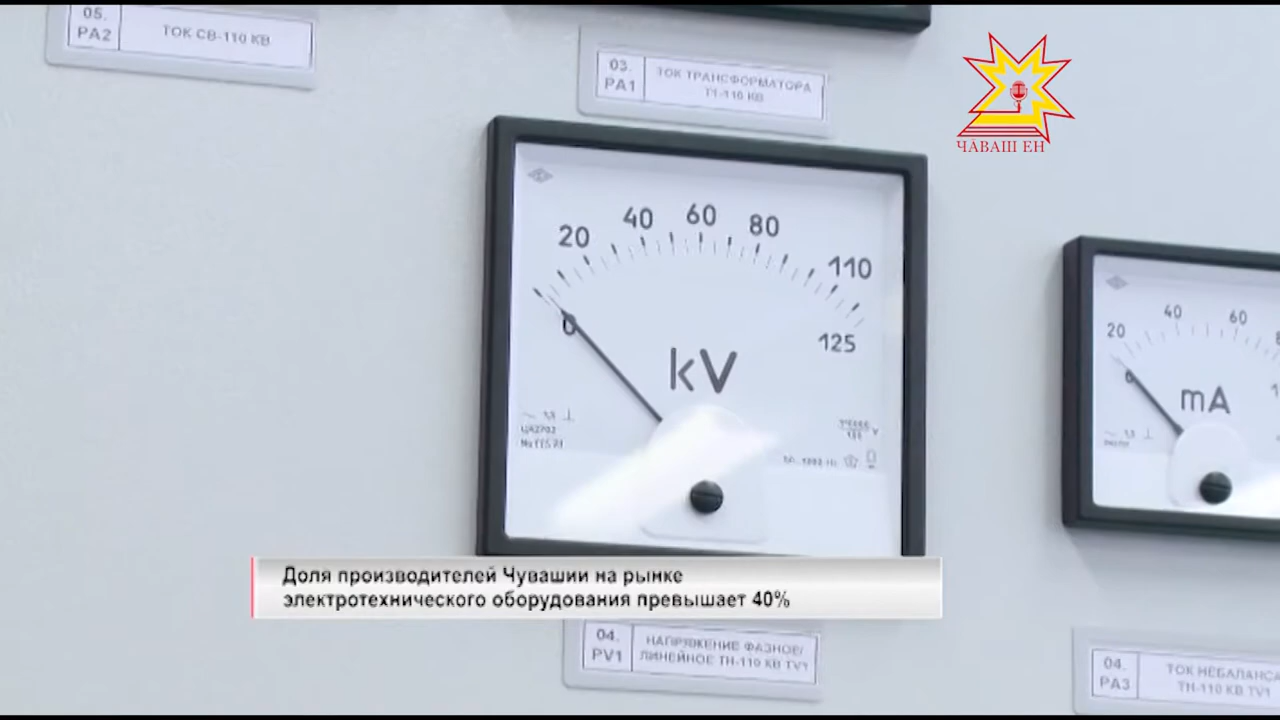 05.
PA2
ТОК СВ-110 КВ
03.
PA1
ТОК ТРАНСФОРМАТОРА
Т1-110 КВ
ЧӐВАШ ЕН
0 20 40 60 80 110 125
kV
Ц42702
0 20 40 60
mA
Доля производителей Чувашии на рынке
электротехнического оборудования превышает 40%
04.
PV1
НАПРЯЖЕНИЕ ФАЗНОЕ/
ЛИНЕЙНОЕ ТН-110 КВ TV1
04.
PA3
ТОК НЕБАЛАНСА
ТН-110 КВ TV1